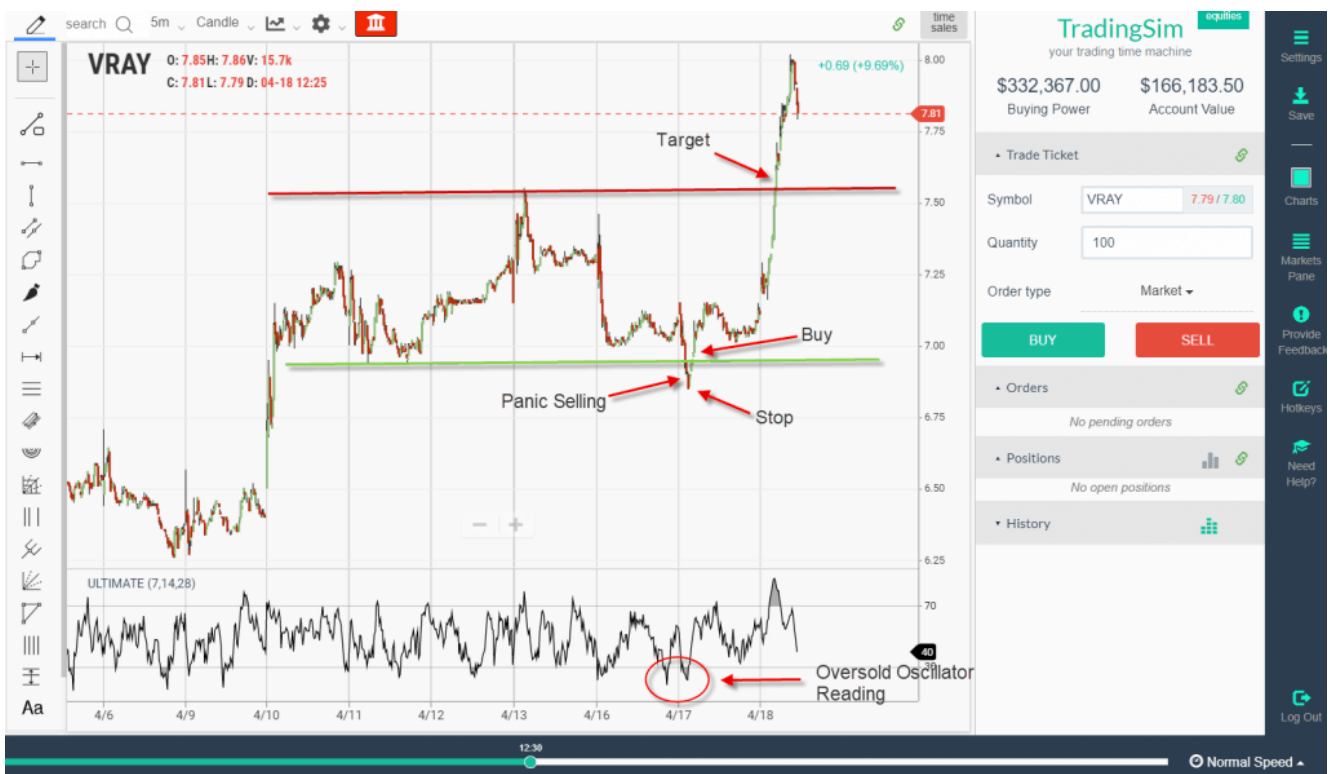 search
5m
Candle
time
sales
VRAY
O: 7.85H: 7.86V: 15.7k
C: 7.81L: 7.79 D: 04-18 12:25
+0.69 (+9.69%)
8.00
7.81
7.75
Target
7.50
7.25
Buy
7.00
Panic Selling
Stop
6.75
6.50
6.25
ULTIMATE (7,14,28)
70
40
Oversold Oscillator
Reading
4/6
4/9
4/10
4/11
4/12
4/13
4/16
4/17
4/18
Aa
12:30
Normal Speed
equities
TradingSim
your trading time machine
$332,367.00
$166,183.50
Buying Power
Account Value
Trade Ticket
Symbol
VRAY
7.79 / 7.80
Quantity
100
Order type
Market
BUY
SELL
Orders
No pending orders
Positions
No open positions
History
Settings
Save
Charts
Markets
Pane
Provide
Feedback
Hotkeys
Need
Help?
Log Out